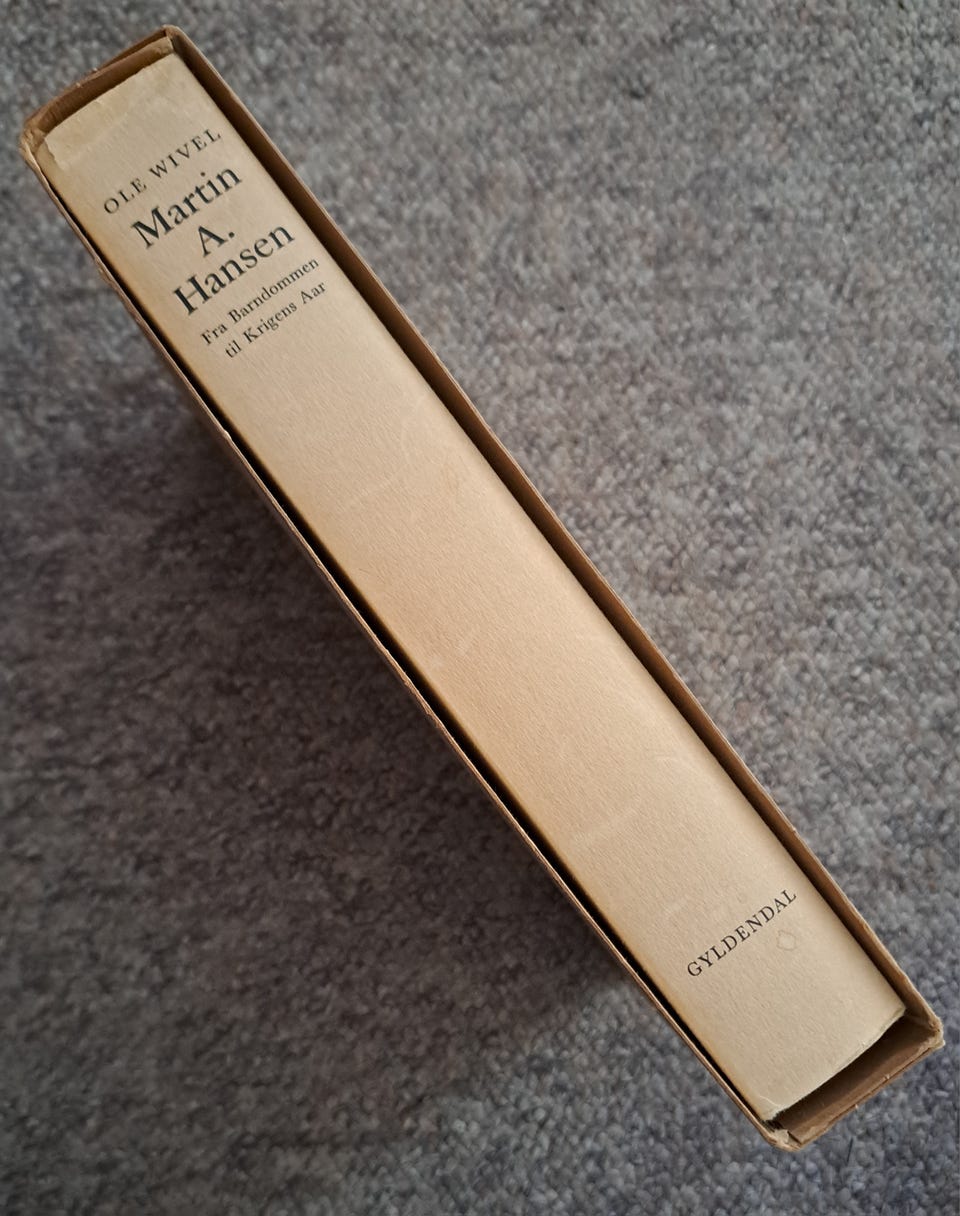 OLE WIVEL
Martin
A.
Hansen
Fra Barndommen
til Krigens Aar
GYLDENDAL